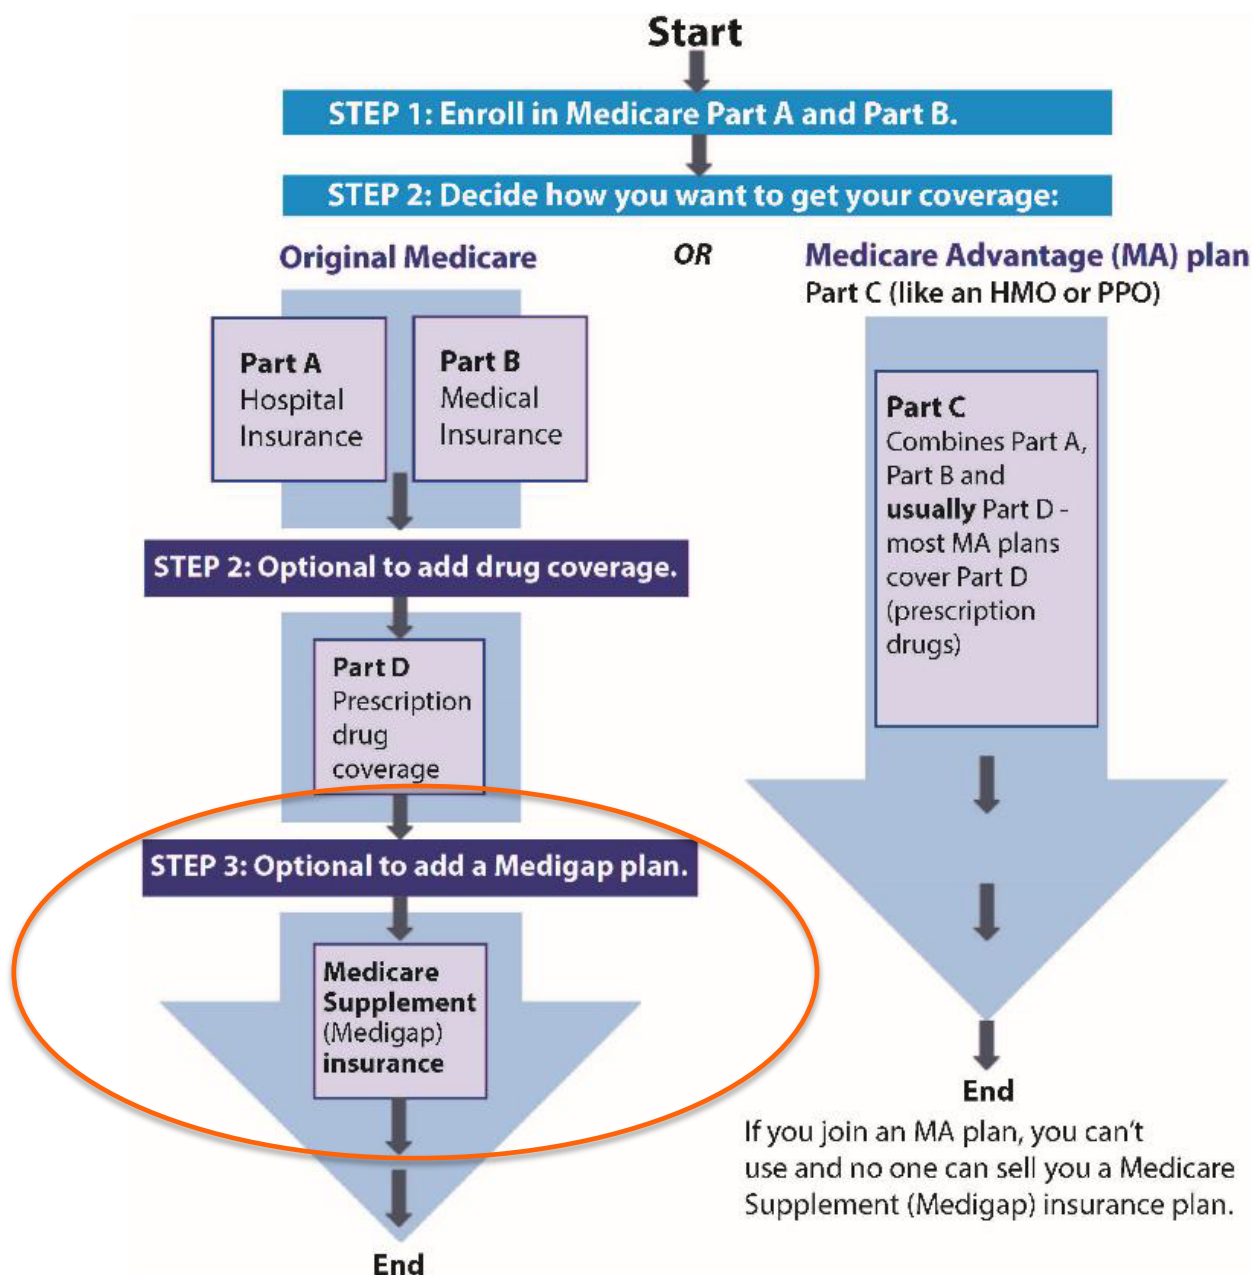 Start
STEP 1: Enroll in Medicare Part A and Part B.
STEP 2: Decide how you want to get your coverage:
Original Medicare
OR
Medicare Advantage (MA) plan
Part C (like an HMO or PPO)
Part A
Hospital
Insurance
Part B
Medical
Insurance
STEP 2: Optional to add drug coverage.
Part D
Prescription
drug
coverage
STEP 3: Optional to add a Medigap plan.
Medicare
Supplement
(Medigap)
insurance
End
Part C
Combines Part A,
Part B and
usually Part D -
most MA plans
cover Part D
(prescription
drugs)
End
If you join an MA plan, you can't
use and no one can sell you a Medicare
Supplement (Medigap) insurance plan.